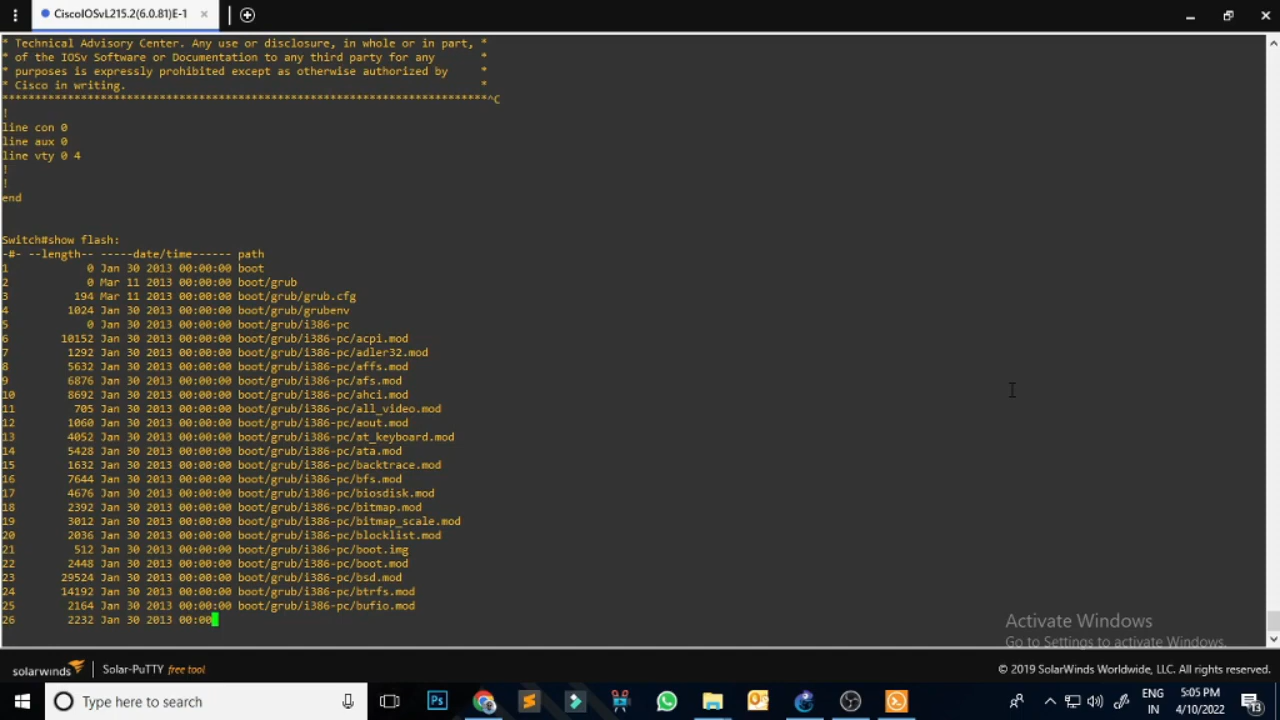 CiscoIOSvL215.2(6.0.81)E-1
* Technical Advisory Center. Any use or disclosure, in whole or in part, *
* of the IOSv Software or Documentation to any third party for any *
* purposes is expressly prohibited except as otherwise authorized by *
* Cisco in writing. *
**************************************************************************^C
!
line con 0
line aux 0
line vty 0 4
!
!
end
Switch#show flash:
-#- --length-- -----date/time------ path
1 0 Jan 30 2013 00:00:00 boot
2 0 Mar 11 2013 00:00:00 boot/grub
3 194 Mar 11 2013 00:00:00 boot/grub/grub.cfg
4 1024 Jan 30 2013 00:00:00 boot/grub/grubenv
5 0 Jan 30 2013 00:00:00 boot/grub/i386-pc
6 10152 Jan 30 2013 00:00:00 boot/grub/i386-pc/acpi.mod
7 1292 Jan 30 2013 00:00:00 boot/grub/i386-pc/adler32.mod
8 5632 Jan 30 2013 00:00:00 boot/grub/i386-pc/affs.mod
9 6876 Jan 30 2013 00:00:00 boot/grub/i386-pc/afs.mod
10 8692 Jan 30 2013 00:00:00 boot/grub/i386-pc/ahci.mod
11 705 Jan 30 2013 00:00:00 boot/grub/i386-pc/all_video.mod
12 1060 Jan 30 2013 00:00:00 boot/grub/i386-pc/aout.mod
13 4052 Jan 30 2013 00:00:00 boot/grub/i386-pc/at_keyboard.mod
14 5428 Jan 30 2013 00:00:00 boot/grub/i386-pc/ata.mod
15 1632 Jan 30 2013 00:00:00 boot/grub/i386-pc/backtrace.mod
16 7644 Jan 30 2013 00:00:00 boot/grub/i386-pc/bfs.mod
17 4676 Jan 30 2013 00:00:00 boot/grub/i386-pc/biosdisk.mod
18 2392 Jan 30 2013 00:00:00 boot/grub/i386-pc/bitmap.mod
19 3012 Jan 30 2013 00:00:00 boot/grub/i386-pc/bitmap_scale.mod
20 2036 Jan 30 2013 00:00:00 boot/grub/i386-pc/blocklist.mod
21 512 Jan 30 2013 00:00:00 boot/grub/i386-pc/boot.img
22 2448 Jan 30 2013 00:00:00 boot/grub/i386-pc/boot.mod
23 29524 Jan 30 2013 00:00:00 boot/grub/i386-pc/bsd.mod
24 14192 Jan 30 2013 00:00:00 boot/grub/i386-pc/btrfs.mod
25 2164 Jan 30 2013 00:00:00 boot/grub/i386-pc/bufio.mod
26 2232 Jan 30 2013 00:00
Activate Windows
Go to Settings to activate Windows.
solarwinds Solar-PuTTY free tool
© 2019 SolarWinds Worldwide, LLC. All rights reserved.
Type here to search
Ps
ENG
IN
5:05 PM
4/10/2022
13